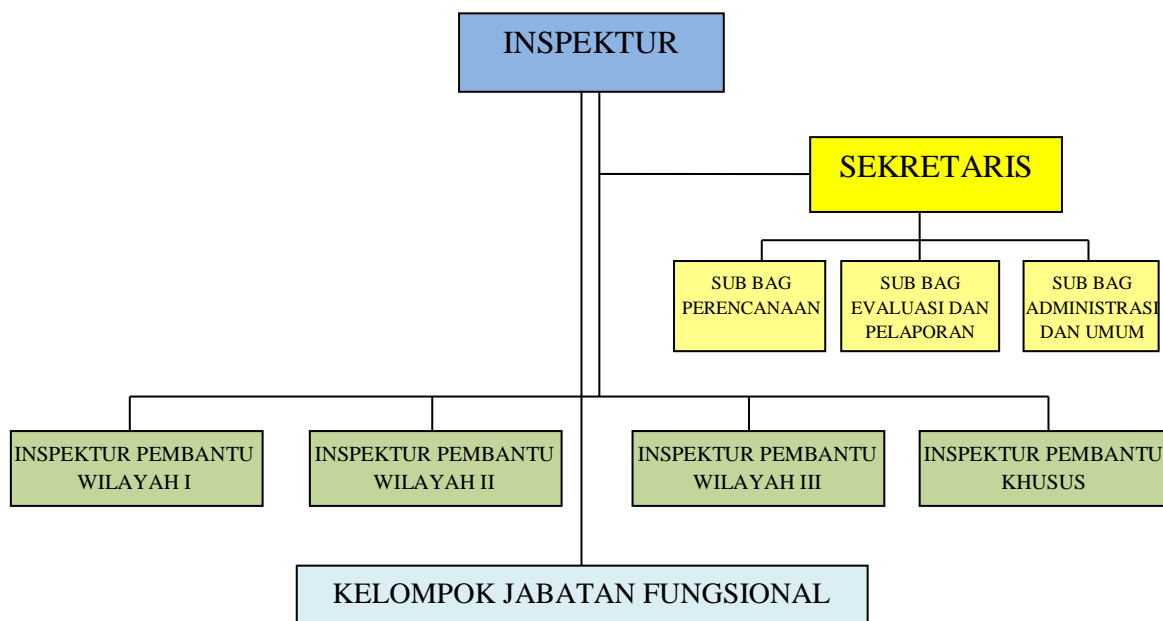 INSPEKTUR
SEKRETARIS
SUB BAG
PERENCANAAN
SUB BAG
EVALUASI DAN
PELAPORAN
SUB BAG
ADMINISTRASI
DAN UMUM
INSPEKTUR PEMBANTU
WILAYAH I
INSPEKTUR PEMBANTU
WILAYAH II
INSPEKTUR PEMBANTU
WILAYAH III
INSPEKTUR PEMBANTU
KHUSUS
KELOMPOK JABATAN FUNGSIONAL